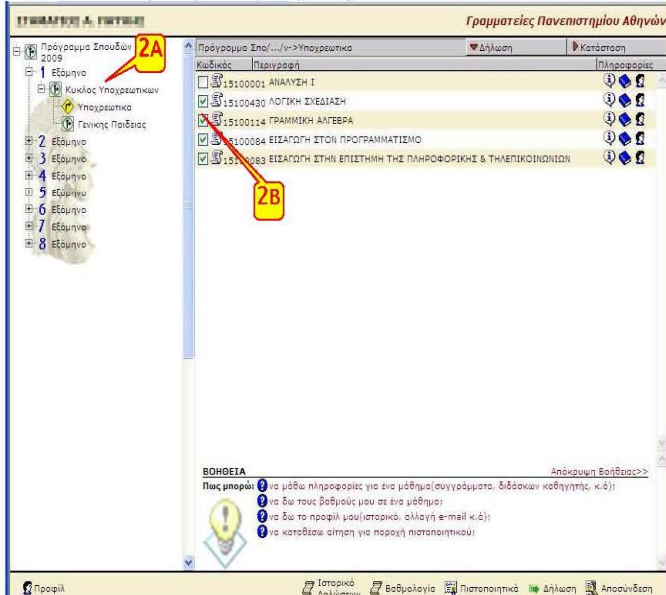 Γραμματείες Πανεπιστημίου Αθηνών
Πρόγραμμα Σπουδών
2009
1 Εξάμηνο
Κυκλος Υποχρεωτικων
Υποχρεωτικα
Γενικης Παιδειας
2 Εξάμηνο
3 Εξάμηνο
4 Εξάμηνο
5 Εξάμηνο
6 Εξάμηνο
7 Εξάμηνο
8 Εξάμηνο
2A
Πρόγραμμα Σπο/.../ν->Υποχρεωτικα
Δήλωση
Κατάσταση
Κωδικός Περιγραφή Πληροφορίες
15100001 ΑΝΑΛΥΣΗ Ι
15100430 ΛΟΓΙΚΗ ΣΧΕΔΙΑΣΗ
15100114 ΓΡΑΜΜΙΚΗ ΑΛΓΕΒΡΑ
15100084 ΕΙΣΑΓΩΓΗ ΣΤΟΝ ΠΡΟΓΡΑΜΜΑΤΙΣΜΟ
15100083 ΕΙΣΑΓΩΓΗ ΣΤΗΝ ΕΠΙΣΤΗΜΗ ΤΗΣ ΠΛΗΡΟΦΟΡΙΚΗΣ & ΤΗΛΕΠΙΚΟΙΝΩΝΙΩΝ
2B
ΒΟΗΘΕΙΑ Απόκρυψη Βοήθειας>>
Πως μπορώ: να μάθω πληροφορίες για ένα μάθημα(συγγράμματα, διδάσκων καθηγητής, κ.ά);
να δω τους βαθμούς μου σε ένα μάθημα;
να δω το προφίλ μου(ιστορικό, αλλαγή e-mail κ.ά);
να καταθέσω αίτηση για παροχή πιστοποιητικού;
Προφίλ
Ιστορικό
Δηλώσεων
Βαθμολογία Πιστοποιητικά Δήλωση Αποσύνδεση